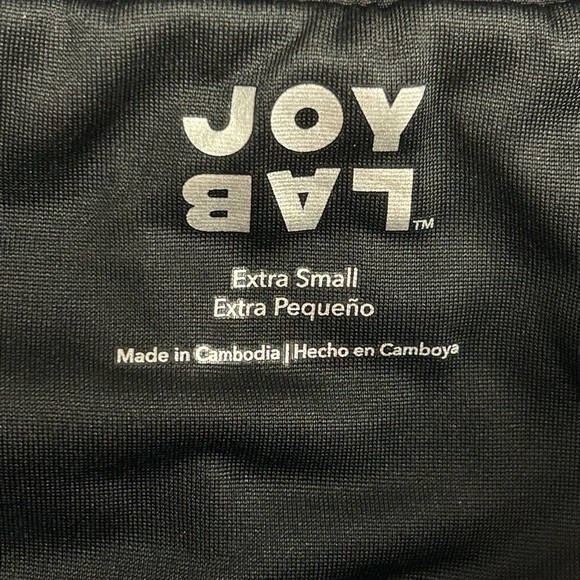 JOY
LAB™
Extra Small
Extra Pequeño
Made in Cambodia | Hecho en Camboya